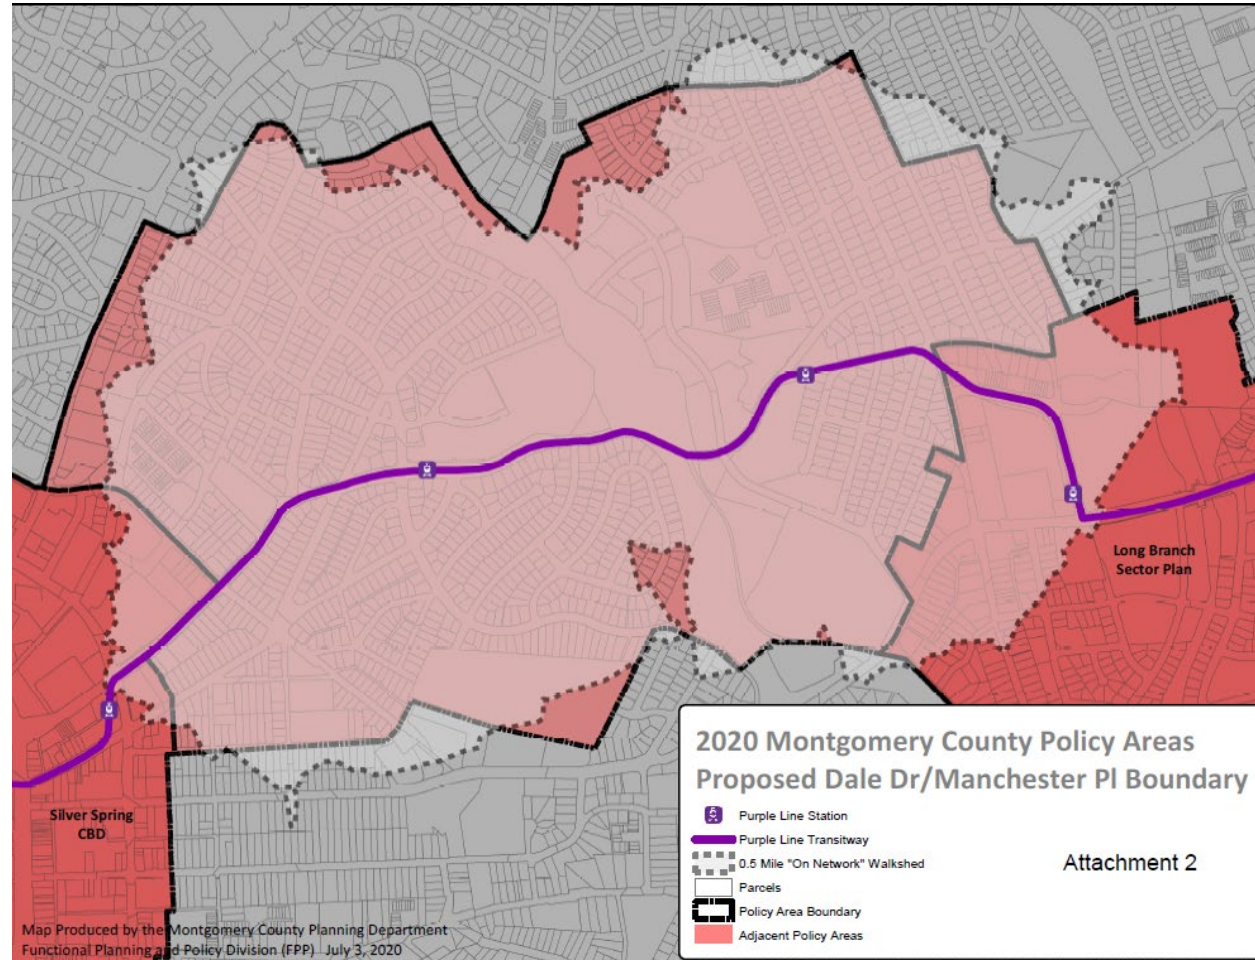 Long Branch
Sector Plan
Silver Spring
CBD
2020 Montgomery County Policy Areas
Proposed Dale Dr/Manchester Pl Boundary
Purple Line Station
Purple Line Transitway
0.5 Mile "On Network" Walkshed
Parcels
Policy Area Boundary
Adjacent Policy Areas
Attachment 2
Map Produced by the Montgomery County Planning Department
Functional Planning and Policy Division (FPP) July 3, 2020